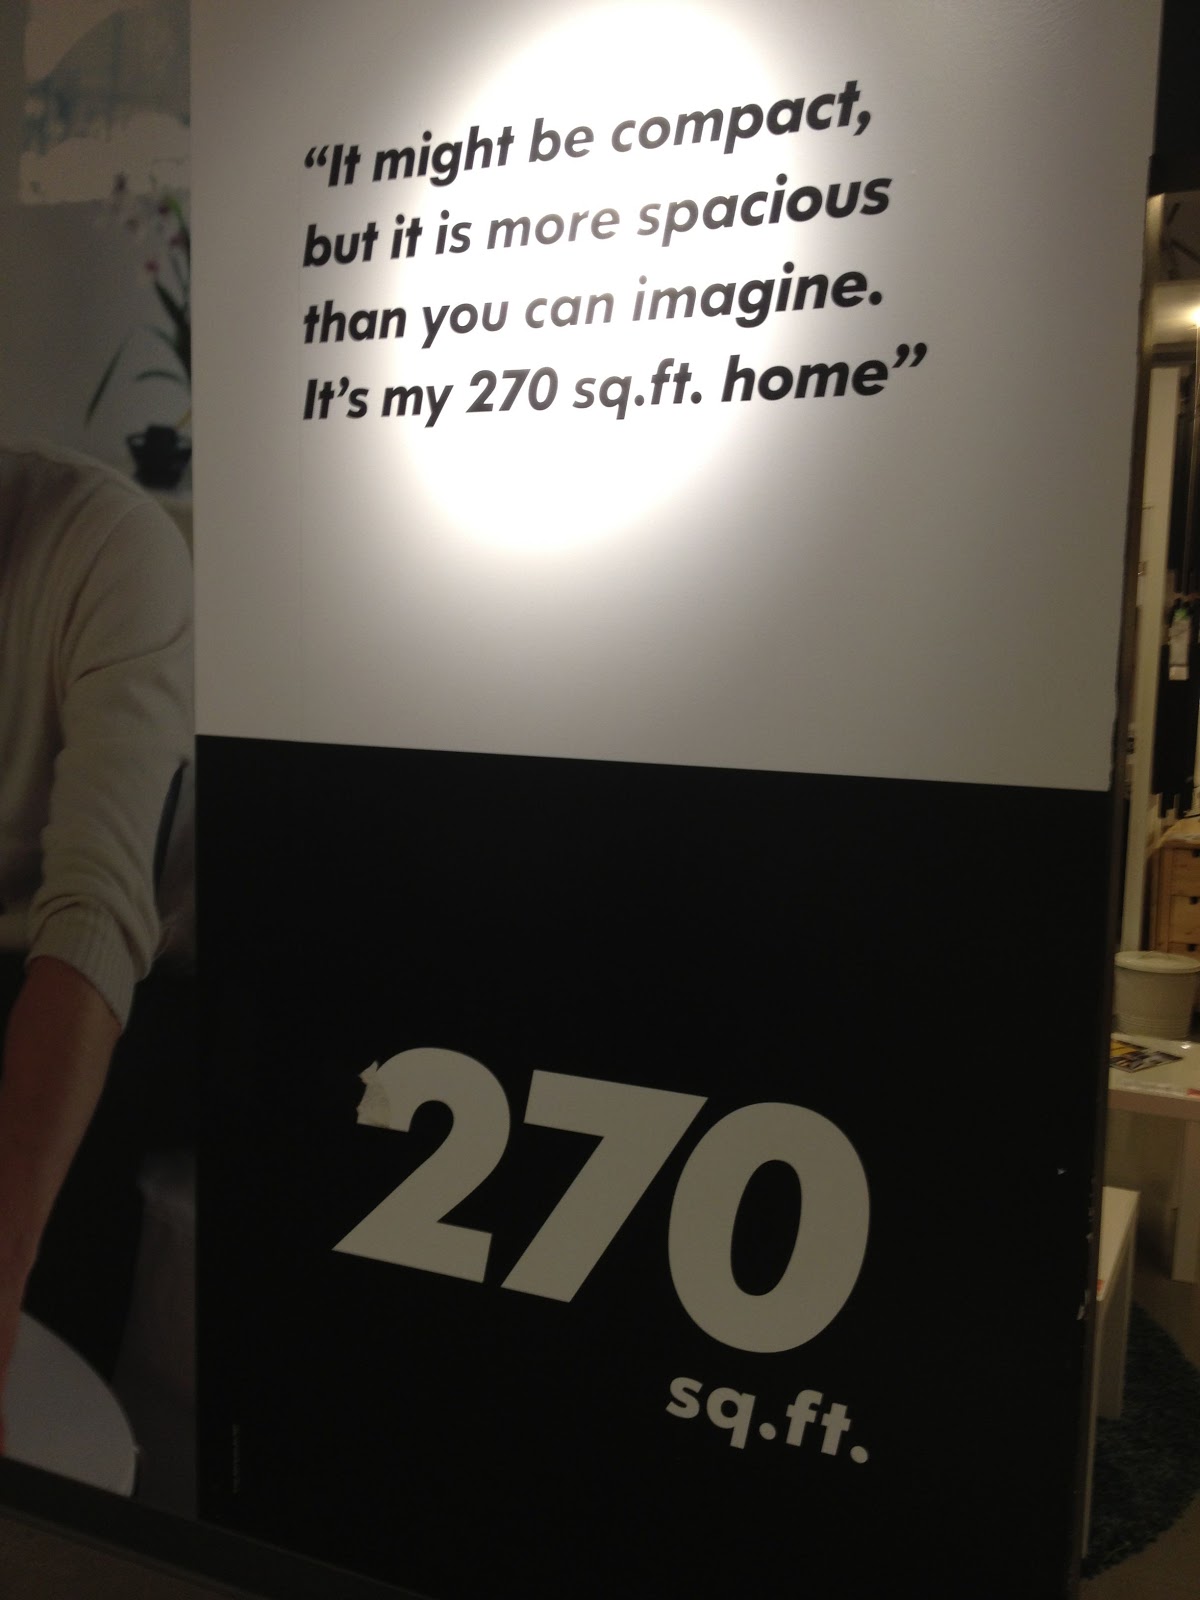 “It might be compact,
but it is more spacious
than you can imagine.
It’s my 270 sq.ft. home”
270
sq.ft.